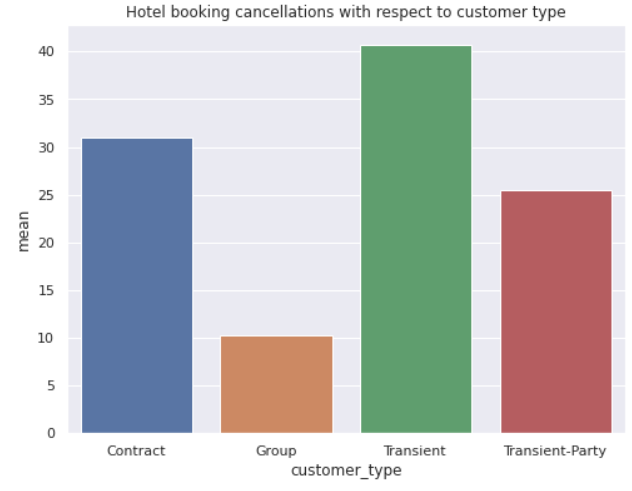 Hotel booking cancellations with respect to customer type
40
35
30
25
20
15
10
5
0
mean
Contract Group Transient Transient-Party
customer_type